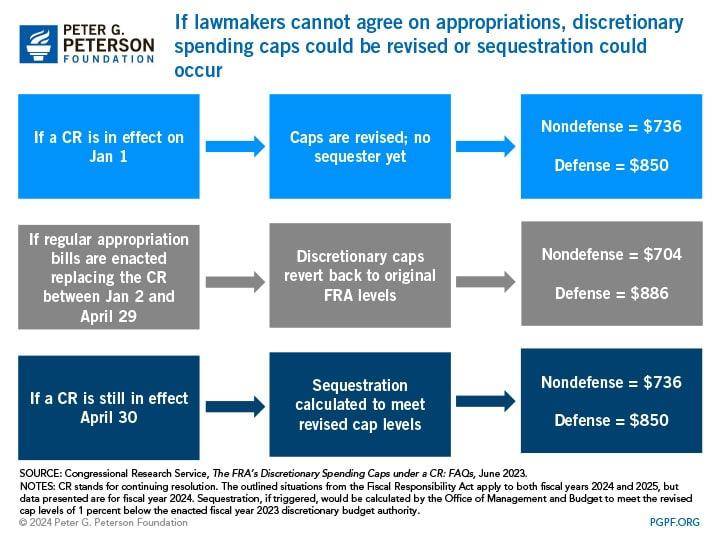 PETER G.
PETERSON
FOUNDATION
If lawmakers cannot agree on appropriations, discretionary
spending caps could be revised or sequestration could
occur
If a CR is in effect on
Jan 1
Caps are revised; no
sequester yet
Nondefense = $736
Defense = $850
If regular appropriation
bills are enacted
replacing the CR
between Jan 2 and
April 29
Discretionary caps
revert back to original
FRA levels
Nondefense = $704
Defense = $886
If a CR is still in effect
April 30
Sequestration
calculated to meet
revised cap levels
Nondefense = $736
Defense = $850
SOURCE: Congressional Research Service, The FRA's Discretionary Spending Caps under a CR: FAQs, June 2023.
NOTES: CR stands for continuing resolution. The outlined situations from the Fiscal Responsibility Act apply to both fiscal years 2024 and 2025, but
data presented are for fiscal year 2024. Sequestration, if triggered, would be calculated by the Office of Management and Budget to meet the revised
cap levels of 1 percent below the enacted fiscal year 2023 discretionary budget authority.
© 2024 Peter G. Peterson Foundation
PGPF.ORG